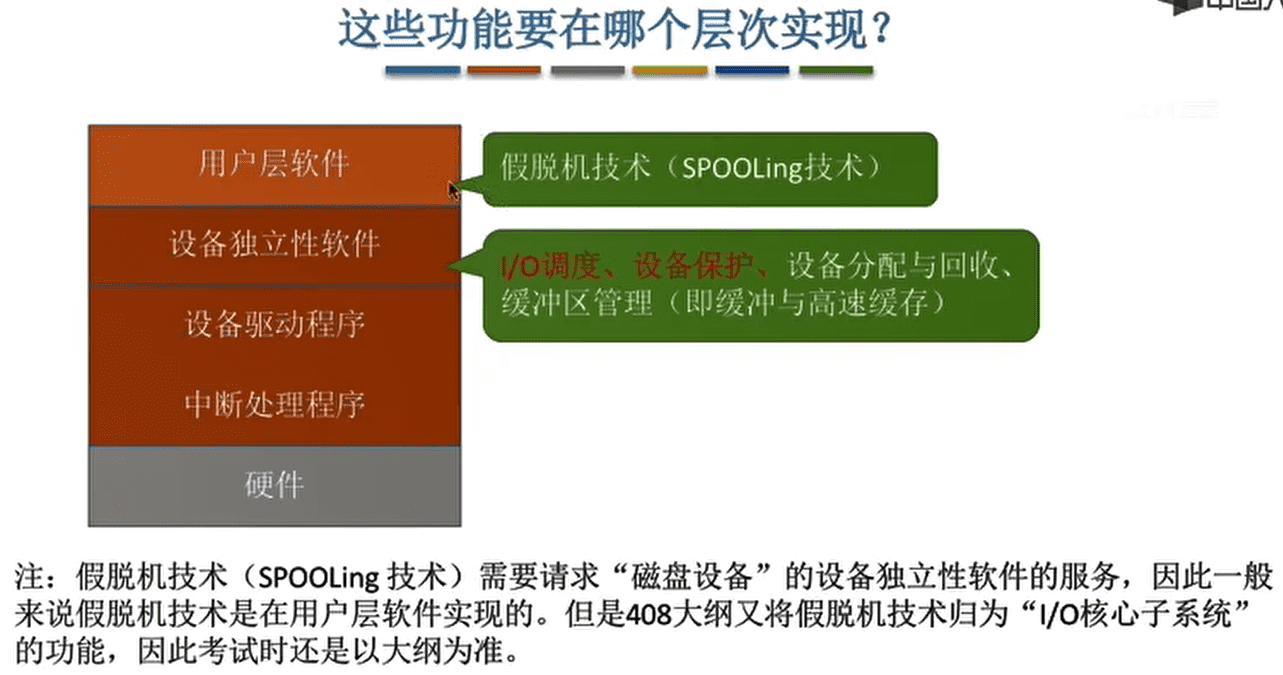 这些功能要在哪个层次实现？
用户层软件
假脱机技术（SPOOLing技术）
设备独立性软件
I/O调度、设备保护、设备分配与回收、
缓冲区管理（即缓冲与高速缓存）
设备驱动程序
中断处理程序
硬件
注：假脱机技术（SPOOLing 技术）需要请求“磁盘设备”的设备独立性软件的服务，因此一般
来说假脱机技术是在用户层软件实现的。但是408大纲又将假脱机技术归为“I/O核心子系统”
的功能，因此考试时还是以大纲为准。